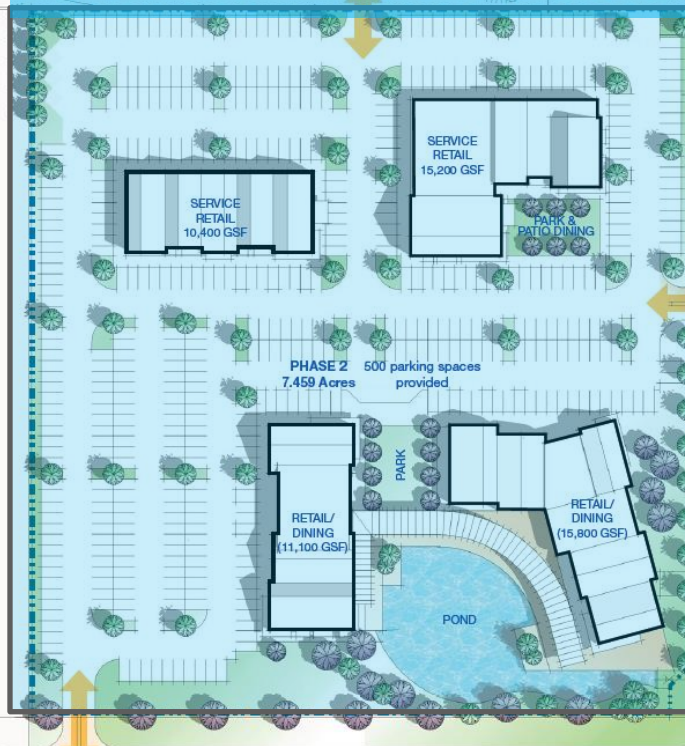 SERVICE
RETAIL
15,200 GSF
SERVICE
RETAIL
10,400 GSF
PARK &
PATIO DINING
PHASE 2
7.459 Acres
500 parking spaces
provided
PARK
RETAIL/
DINING
(11,100 GSF)
RETAIL/
DINING
(15,800 GSF)
POND